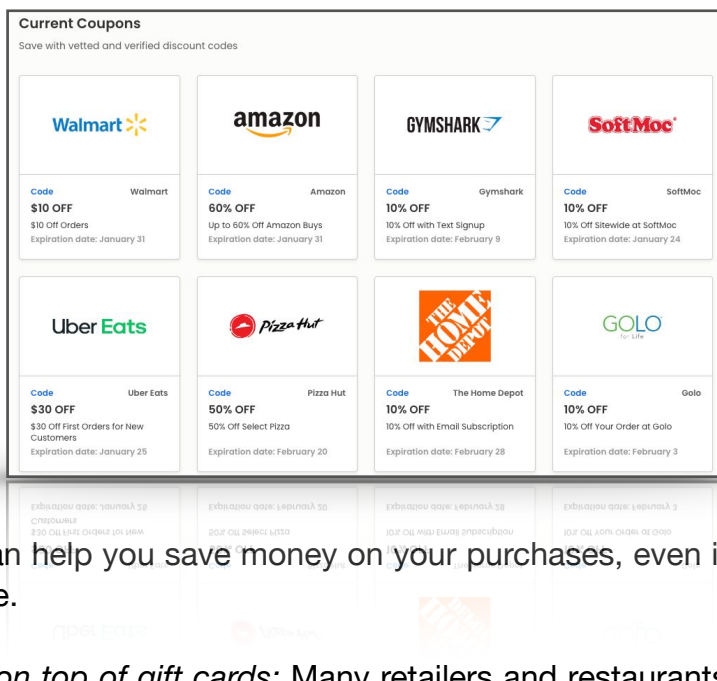 Current Coupons
Save with vetted and verified discount codes
Walmart
amazon
GYMSHARK
SoftMoc
Code Walmart
$10 OFF
$10 Off Orders
Expiration date: January 31
Code Amazon
60% OFF
Up to 60% Off Amazon Buys
Expiration date: January 31
Code Gymshark
10% OFF
10% Off with Text Signup
Expiration date: February 9
Code SoftMoc
10% OFF
10% Off Sitewide at SoftMoc
Expiration date: January 24
Uber Eats
Pizza Hut
THE
HOME
DEPOT
GOLO
for Life
Code Uber Eats
$30 OFF
$30 Off First Orders for New
Customers
Expiration date: January 25
Code Pizza Hut
50% OFF
50% Off Select Pizza
Expiration date: February 20
Code The Home Depot
10% OFF
10% Off with Email Subscription
Expiration date: February 28
Code Golo
10% OFF
10% Off Your Order at Golo
Expiration date: February 3
help you save money on your purchases, even
on top of gift cards: Many retailers and restaurants